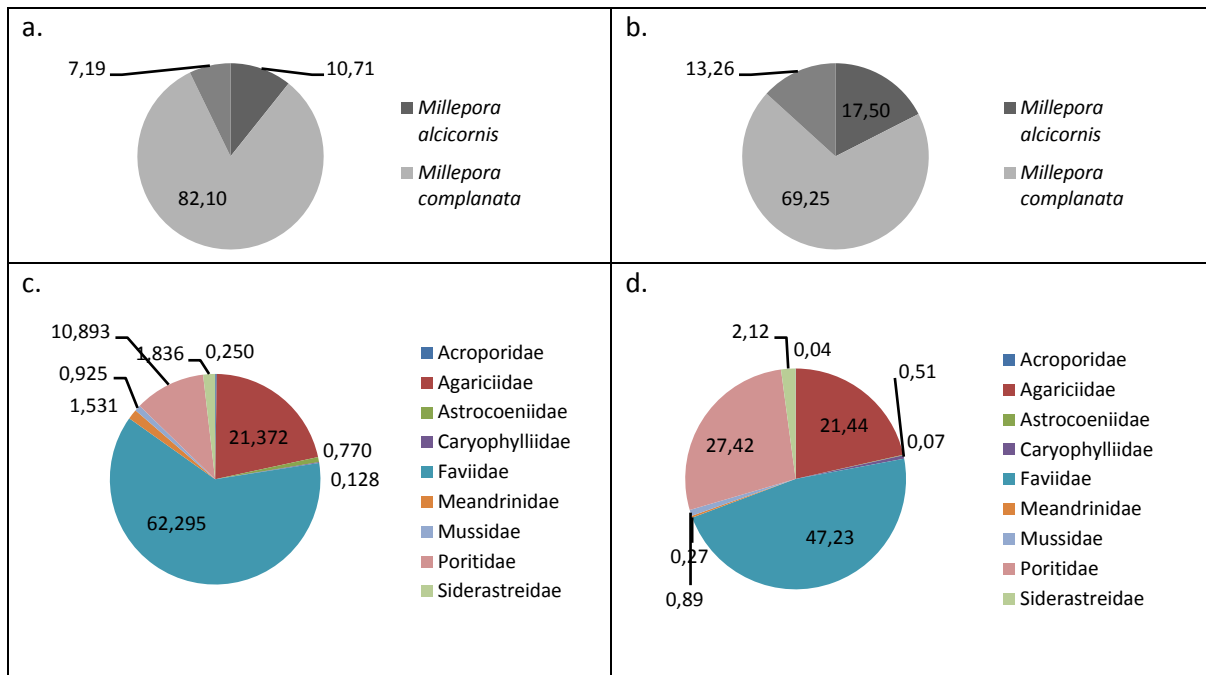 a.
7,19
10,71
82,10
Millepora
alcicornis
Millepora
complanata
b.
13,26
17,50
69,25
Millepora
alcicornis
Millepora
complanata
c.
10,893
1,836
0,250
0,925
1,531
21,372
0,770
0,128
62,295
Acroporidae
Agariciidae
Astrocoeniidae
Caryophylliidae
Faviidae
Meandrinidae
Mussidae
Poritidae
Siderastreidae
d.
2,12
0,04
0,51
21,44
0,07
27,42
47,23
0,27
0,89
Acroporidae
Agariciidae
Astrocoeniidae
Caryophylliidae
Faviidae
Meandrinidae
Mussidae
Poritidae
Siderastreidae